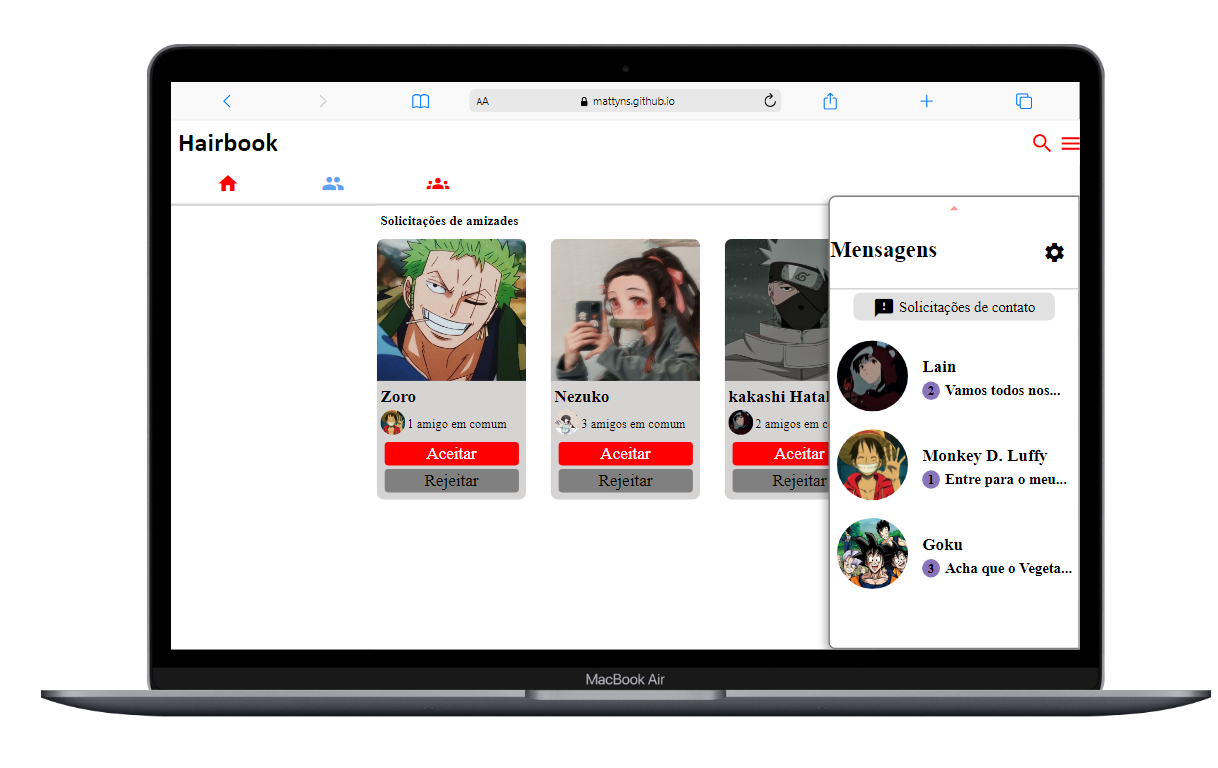 AA
mattyns.github.io
Hairbook
Solicitações de amizades
Zoro
1 amigo em comum
Aceitar
Rejeitar
Nezuko
3 amigos em comum
Aceitar
Rejeitar
kakashi Hatak
2 amigos em c
Aceitar
Rejeitar
Mensagens
Solicitações de contato
Lain
2 Vamos todos nos...
Monkey D. Luffy
1 Entre para o meu...
Goku
3 Acha que o Vegeta...
MacBook Air